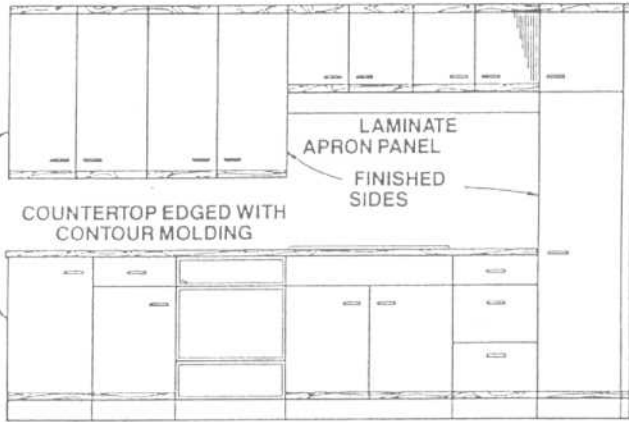 LAMINATE
APRON PANEL
FINISHED
SIDES
COUNTERTOP EDGED WITH
CONTOUR MOLDING